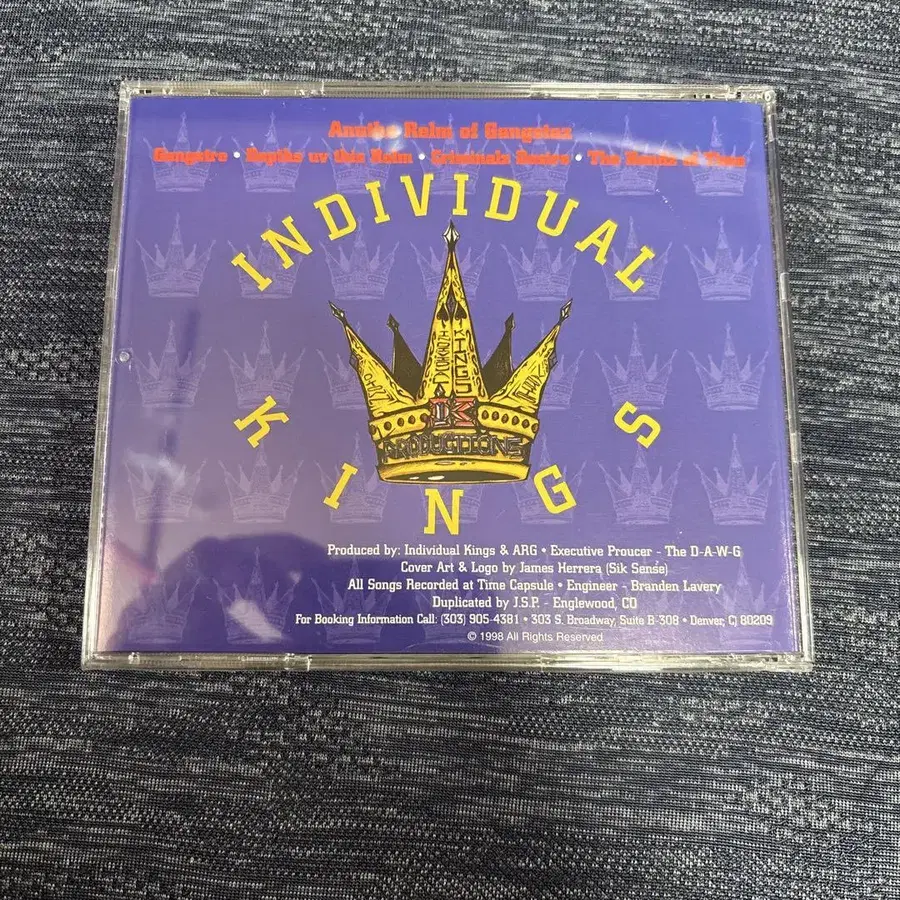 Anutha Relm of Gangstaz
Gangstre • Depths uv this Relm • Criminals Desire • The Hands of Time
INDIVIDUAL
KINGS
KINGS
IK
PRODUCTIONS
Produced by: Individual Kings & ARG • Executive Proucer - The D-A-W-G
Cover Art & Logo by James Herrera (Sik Sense)
All Songs Recorded at Time Capsule • Engineer - Branden Lavery
Duplicated by J.S.P. - Englewood, CO
For Booking Information Call: (303) 905-4381 • 303 S. Broadway, Suite B-308 • Denver, CJ 80209
© 1998 All Rights Reserved